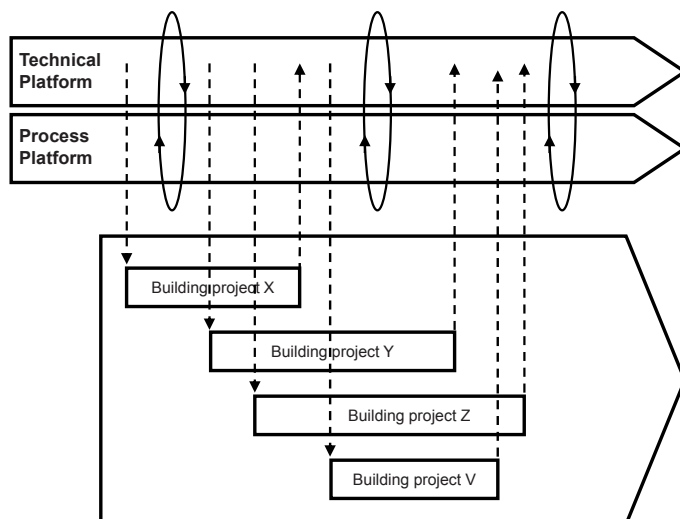 Technical
Platform
Process
Platform
Building project X
Building project Y
Building project Z
Building project V